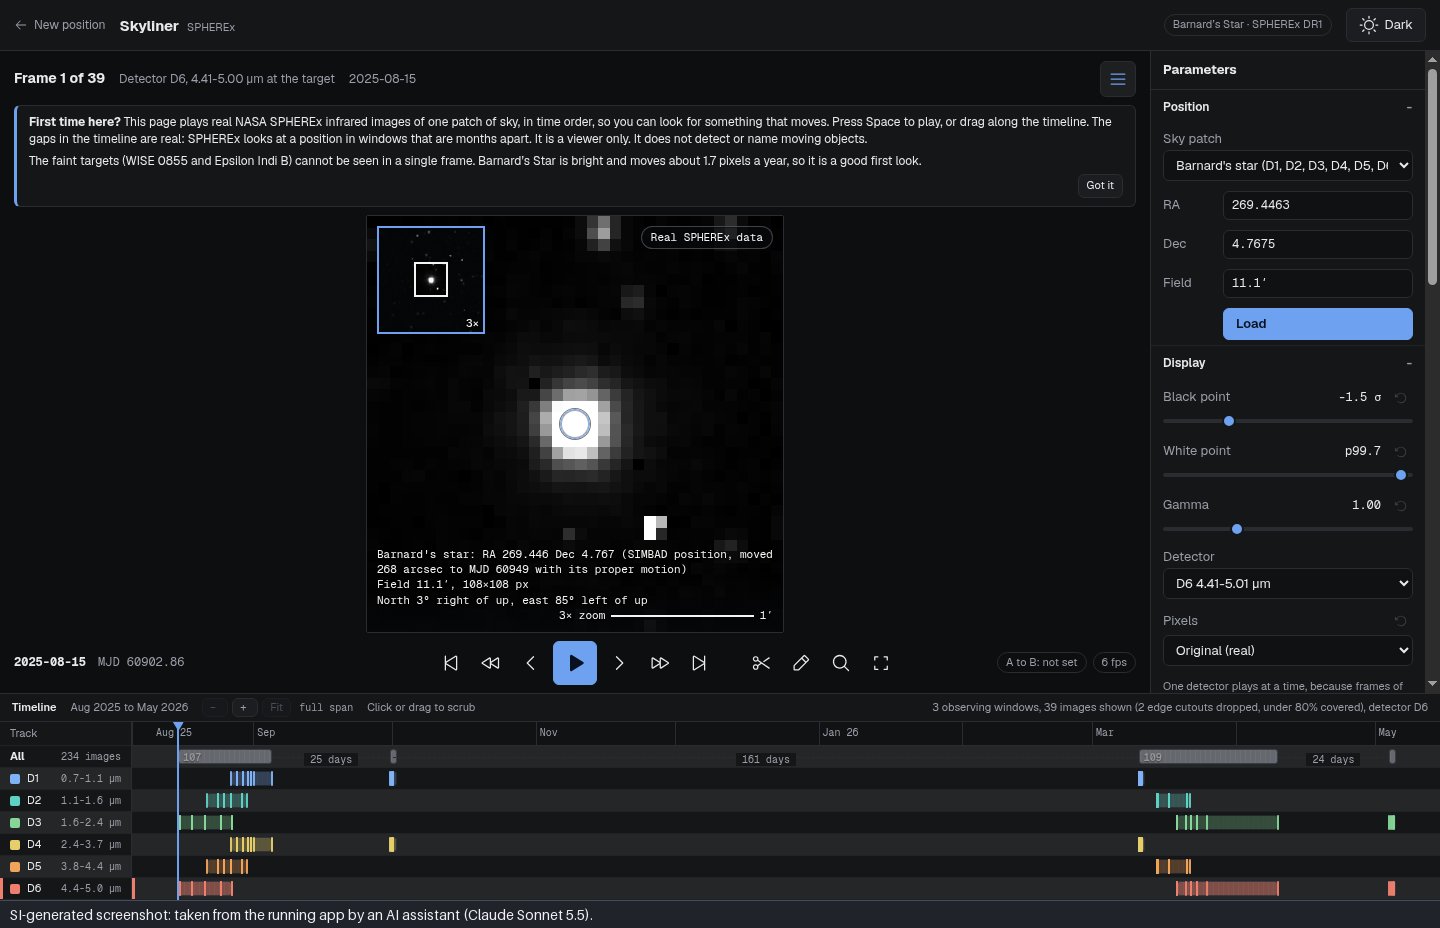 ← New position Skyliner SPHEREx Barnard's Star · SPHEREx DR1 Dark
Frame 1 of 39 Detector D6, 4.41-5.00 µm at the target 2025-08-15
First time here? This page plays real NASA SPHEREx infrared images of one patch of sky, in time order, so you can look for something that moves. Press Space to play, or drag along the timeline. The
gaps in the timeline are real: SPHEREx looks at a position in windows that are months apart. It is a viewer only. It does not detect or name moving objects.
The faint targets (WISE 0855 and Epsilon Indi B) cannot be seen in a single frame. Barnard's Star is bright and moves about 1.7 pixels a year, so it is a good first look.
Got it
Real SPHEREx data
3×
Barnard's star: RA 269.446 Dec 4.767 (SIMBAD position, moved
268 arcsec to MJD 60949 with its proper motion)
Field 11.1′, 108×108 px
North 3° right of up, east 85° left of up
3× zoom 1′
2025-08-15 MJD 60902.86 A to B: not set 6 fps
Parameters
Position −
Sky patch
Barnard's star (D1, D2, D3, D4, D5, D6
RA 269.4463
Dec 4.7675
Field 11.1′
Load
Display −
Black point -1.5 σ
White point p99.7
Gamma 1.00
Detector
D6 4.41-5.01 µm
Pixels
Original (real)
One detector plays at a time, because frames of
Timeline Aug 2025 to May 2026 − + Fit full span Click or drag to scrub 3 observing windows, 39 images shown (2 edge cutouts dropped, under 80% covered), detector D6
Track Aug 25 Sep Nov Jan 26 Mar May
All 234 images 107 25 days 161 days 109 24 days
D1 0.7-1.1 µm
D2 1.1-1.6 µm
D3 1.6-2.4 µm
D4 2.4-3.7 µm
D5 3.8-4.4 µm
D6 4.4-5.0 µm
SI-generated screenshot: taken from the running app by an AI assistant (Claude Sonnet 5.5).